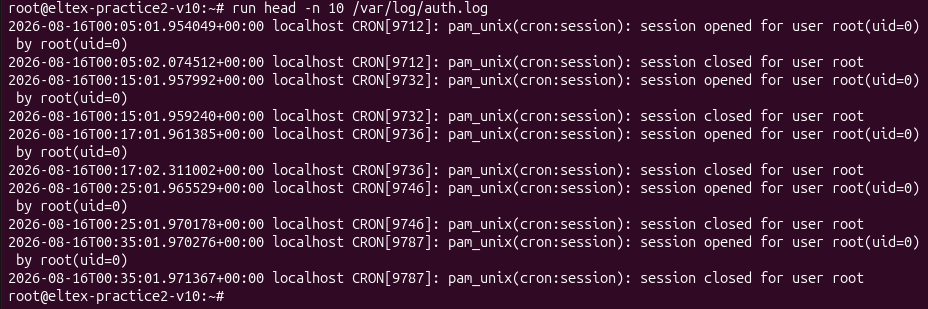 root@eltex-practice2-v10:~# run head -n 10 /var/log/auth.log
2026-08-16T00:05:01.954049+00:00 localhost CRON[9712]: pam_unix(cron:session): session opened for user root(uid=0)
 by root(uid=0)
2026-08-16T00:05:02.074512+00:00 localhost CRON[9712]: pam_unix(cron:session): session closed for user root
2026-08-16T00:15:01.957992+00:00 localhost CRON[9732]: pam_unix(cron:session): session opened for user root(uid=0)
 by root(uid=0)
2026-08-16T00:15:01.959240+00:00 localhost CRON[9732]: pam_unix(cron:session): session closed for user root
2026-08-16T00:17:01.961385+00:00 localhost CRON[9736]: pam_unix(cron:session): session opened for user root(uid=0)
 by root(uid=0)
2026-08-16T00:17:02.311002+00:00 localhost CRON[9736]: pam_unix(cron:session): session closed for user root
2026-08-16T00:25:01.965529+00:00 localhost CRON[9746]: pam_unix(cron:session): session opened for user root(uid=0)
 by root(uid=0)
2026-08-16T00:25:01.970178+00:00 localhost CRON[9746]: pam_unix(cron:session): session closed for user root
2026-08-16T00:35:01.970276+00:00 localhost CRON[9787]: pam_unix(cron:session): session opened for user root(uid=0)
 by root(uid=0)
2026-08-16T00:35:01.971367+00:00 localhost CRON[9787]: pam_unix(cron:session): session closed for user root
root@eltex-practice2-v10:~#